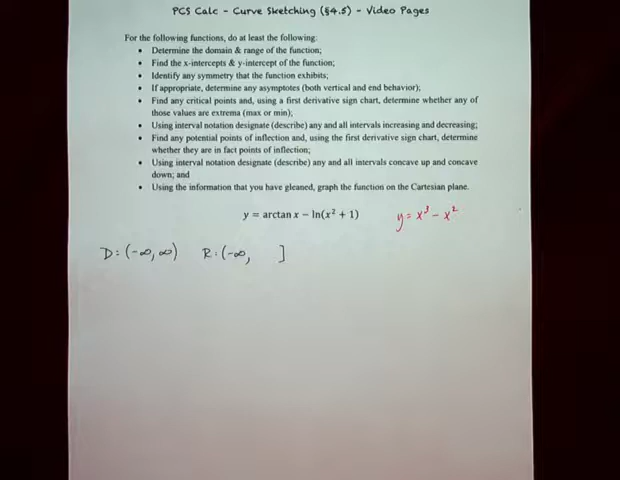 PCS Calc - Curve Sketching (§4.5) - Video Pages
For the following functions, do at least the following:
• Determine the domain & range of the function;
• Find the x-intercepts & y-intercept of the function;
• Identify any symmetry that the function exhibits;
• If appropriate, determine any asymptotes (both vertical and end behavior);
• Find any critical points and, using a first derivative sign chart, determine whether any of
those values are extrema (max or min);
• Using interval notation designate (describe) any and all intervals increasing and decreasing;
• Find any potential points of inflection and, using the first derivative sign chart, determine
whether they are in fact points of inflection;
• Using interval notation designate (describe) any and all intervals concave up and concave
down; and
• Using the information that you have gleaned, graph the function on the Cartesian plane.
y = arctan x − ln(x² + 1) y = x³ − x²
D: (-∞, ∞) R: (-∞, ]